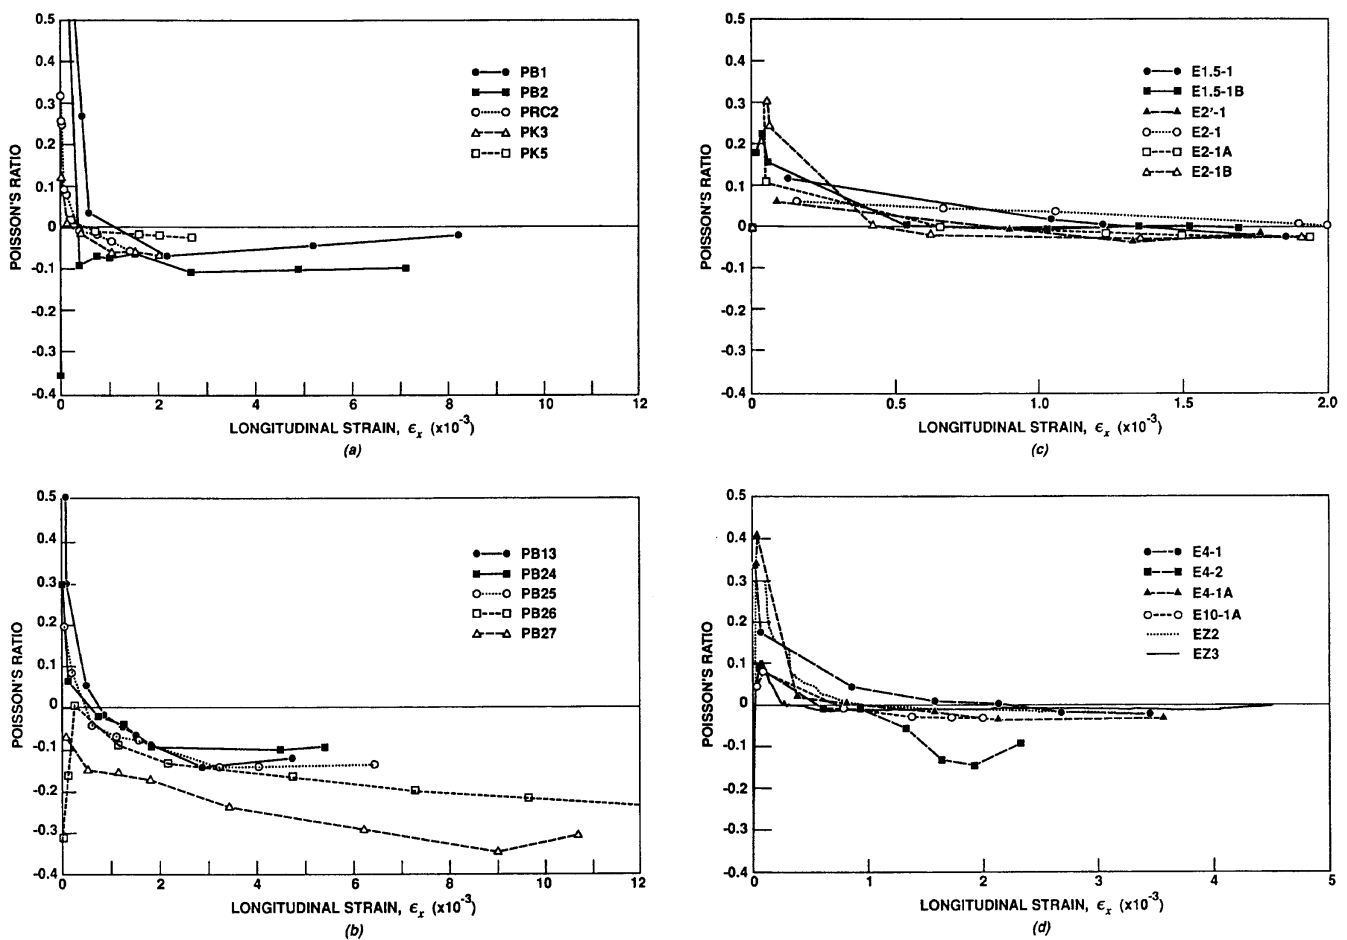 0.5
0.4
0.3
0.2
0.1
0
-0.1
-0.2
-0.3
-0.4
POISSON'S RATIO
PB1
PB2
PRC2
PK3
PK5
0 2 4 6 8 10 12
LONGITUDINAL STRAIN, ϵx (x10-3)
(a)
0.5
0.4
0.3
0.2
0.1
0
-0.1
-0.2
-0.3
-0.4
POISSON'S RATIO
E1.5-1
E1.5-1B
E2'-1
E2-1
E2-1A
E2-1B
0 0.5 1.0 1.5 2.0
LONGITUDINAL STRAIN, ϵx (x10-3)
(c)
0.5
0.4
0.3
0.2
0.1
0
-0.1
-0.2
-0.3
-0.4
POISSON'S RATIO
PB13
PB24
PB25
PB26
PB27
0 2 4 6 8 10 12
LONGITUDINAL STRAIN, ϵx (x10-3)
(b)
0.5
0.4
0.3
0.2
0.1
0
-0.1
-0.2
-0.3
-0.4
POISSON'S RATIO
E4-1
E4-2
E4-1A
E10-1A
EZ2
EZ3
0 1 2 3 4 5
LONGITUDINAL STRAIN, ϵx (x10-3)
(d)